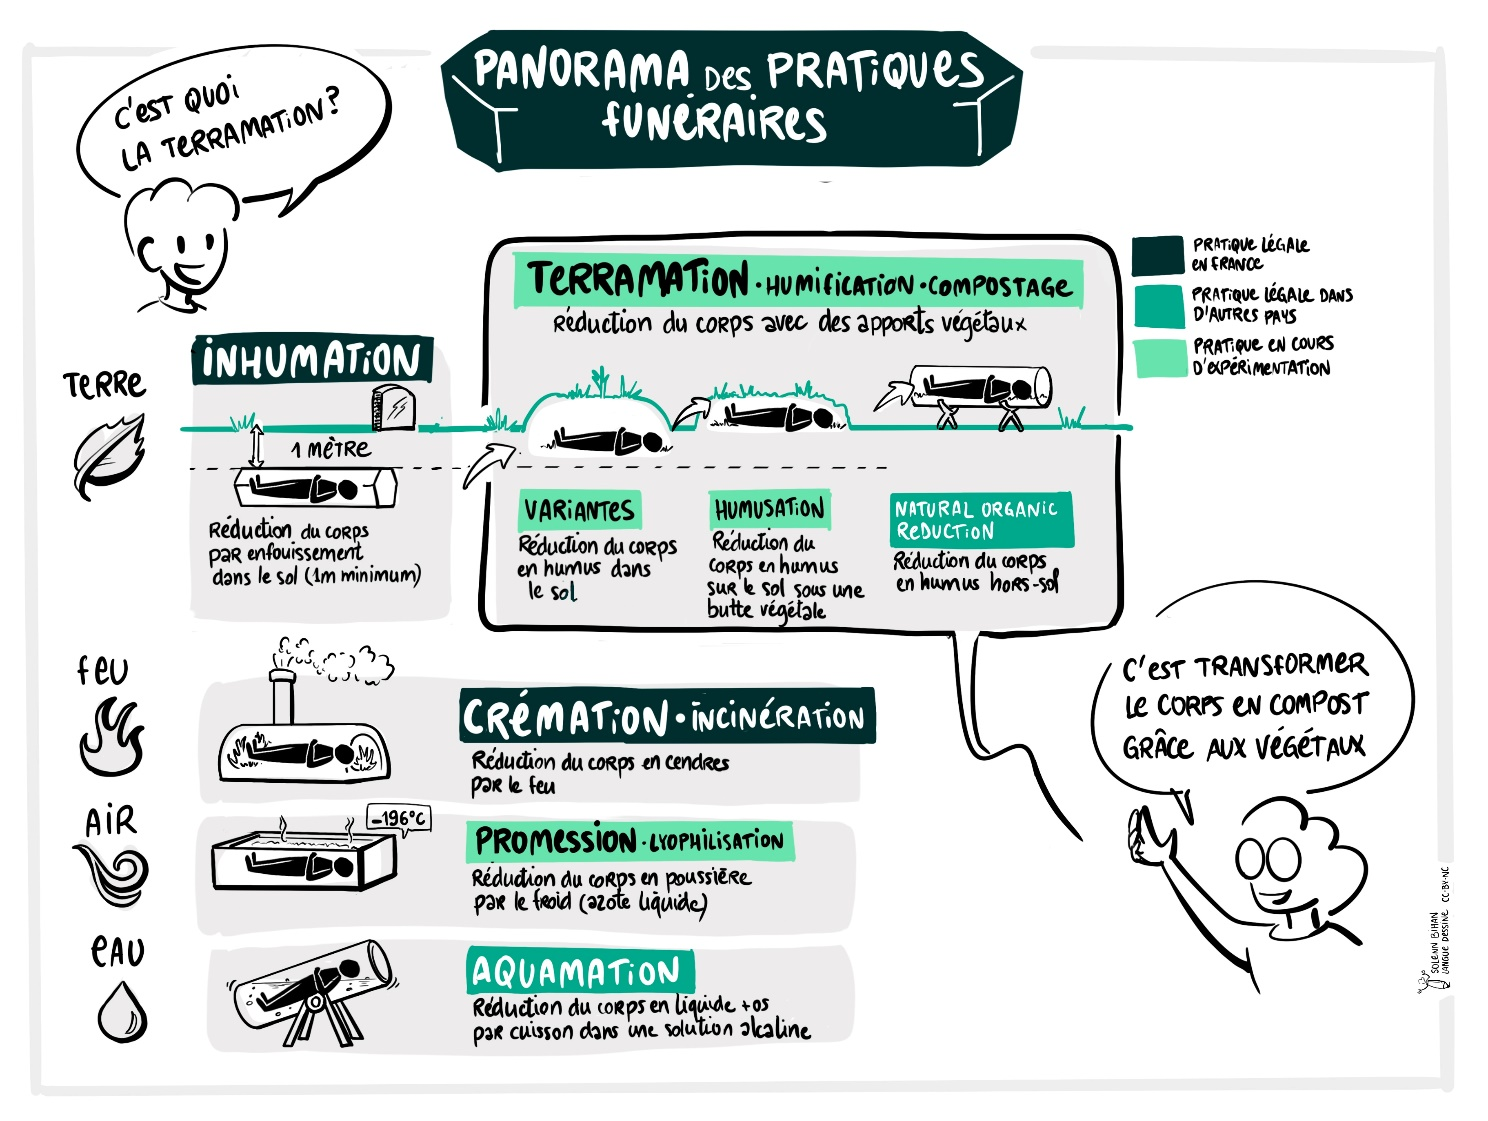 PANORAMA DES PRATIQUES
FUNÉRAIRES
C'EST QUOI
LA TERRAMATION?
PRATIQUE LÉGALE
EN FRANCE
PRATIQUE LÉGALE DANS
D'AUTRES PAYS
PRATIQUE EN COURS
D'EXPÉRIMENTATION
TERRE
INHUMATION
1 MÈTRE
Réduction du corps
par enfouissement
dans le sol (1m minimum)
TERRAMATION · HUMIFICATION · COMPOSTAGE
Réduction du corps avec des apports végétaux
VARIANTES
Réduction du corps
en humus dans
le sol
HUMUSATION
Réduction du
corps en humus
sur le sol sous une
butte végétale
NATURAL ORGANIC
REDUCTION
Réduction du corps
en humus hors-sol
C'EST TRANSFORMER
LE CORPS EN COMPOST
GRÂCE AUX VÉGÉTAUX
FEU
CRÉMATION · INCINÉRATION
Réduction du corps en cendres
par le feu
AIR
-196°C
PROMESSION · LYOPHILISATION
Réduction du corps en poussière
par le froid (azote liquide)
EAU
AQUAMATION
Réduction du corps en liquide + os
par cuisson dans une solution alcaline
SOLENN BIHAN
LANGUE DESSINE CC-BY-NC